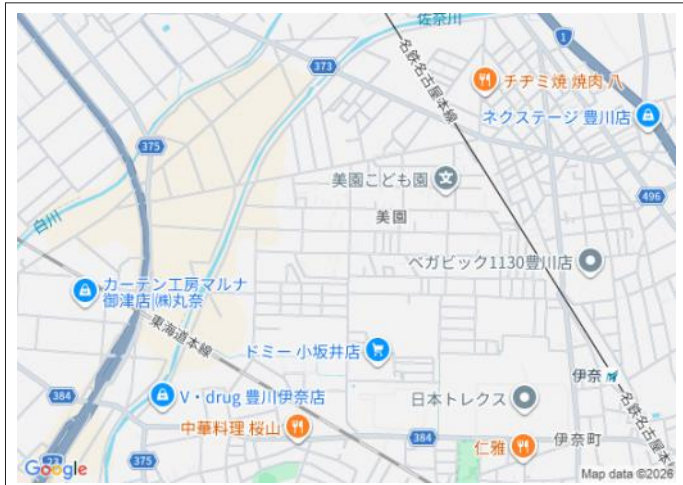 佐奈川
1
373
名鉄名古屋本線
チヂミ焼 焼肉 八
ネクステージ 豊川店
375
美園こども園
496
美園
白川
ベガビック1130豊川店
カーテン工房マルナ
御津店 ㈱丸奈
東海道本線
ドミー 小坂井店
伊奈
384
V・drug 豊川伊奈店
日本トレクス
名鉄名古屋本線
中華料理 桜山
384
仁雅
伊奈町
23
375
Google
Map data ©2026